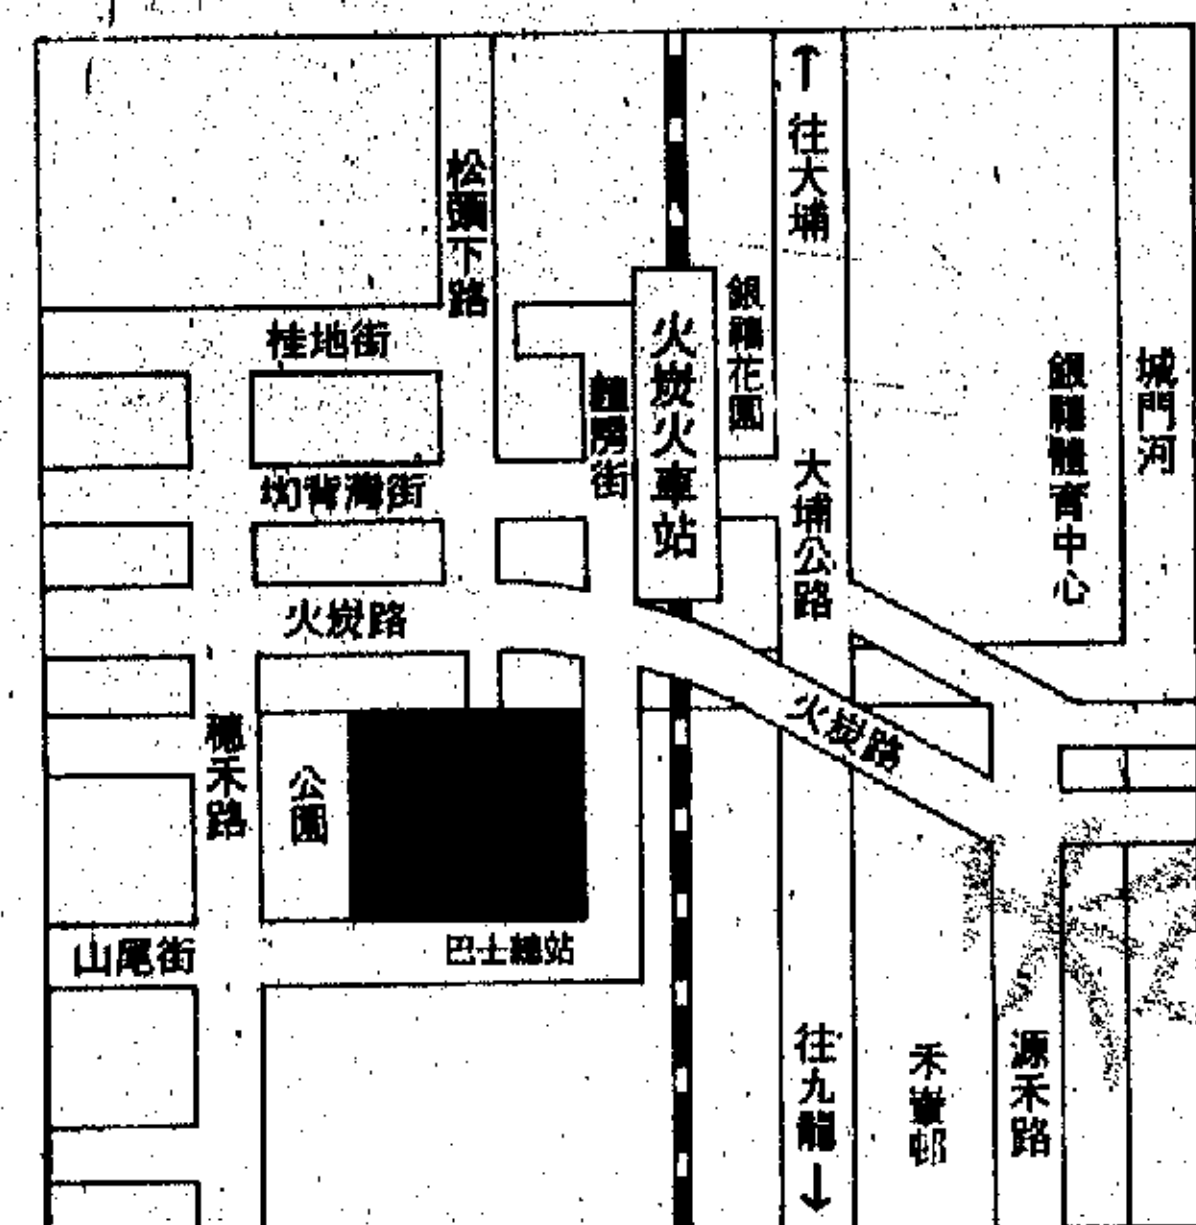 往大埔
松頭下路
銀禧花園
桂地街
火炭火車站
銀禧體育中心
城門河
坳背灣街
大埔公路
火炭路
火炭路
穗禾路
公園
山尾街
巴士總站
往九龍
禾輋邨
源禾路